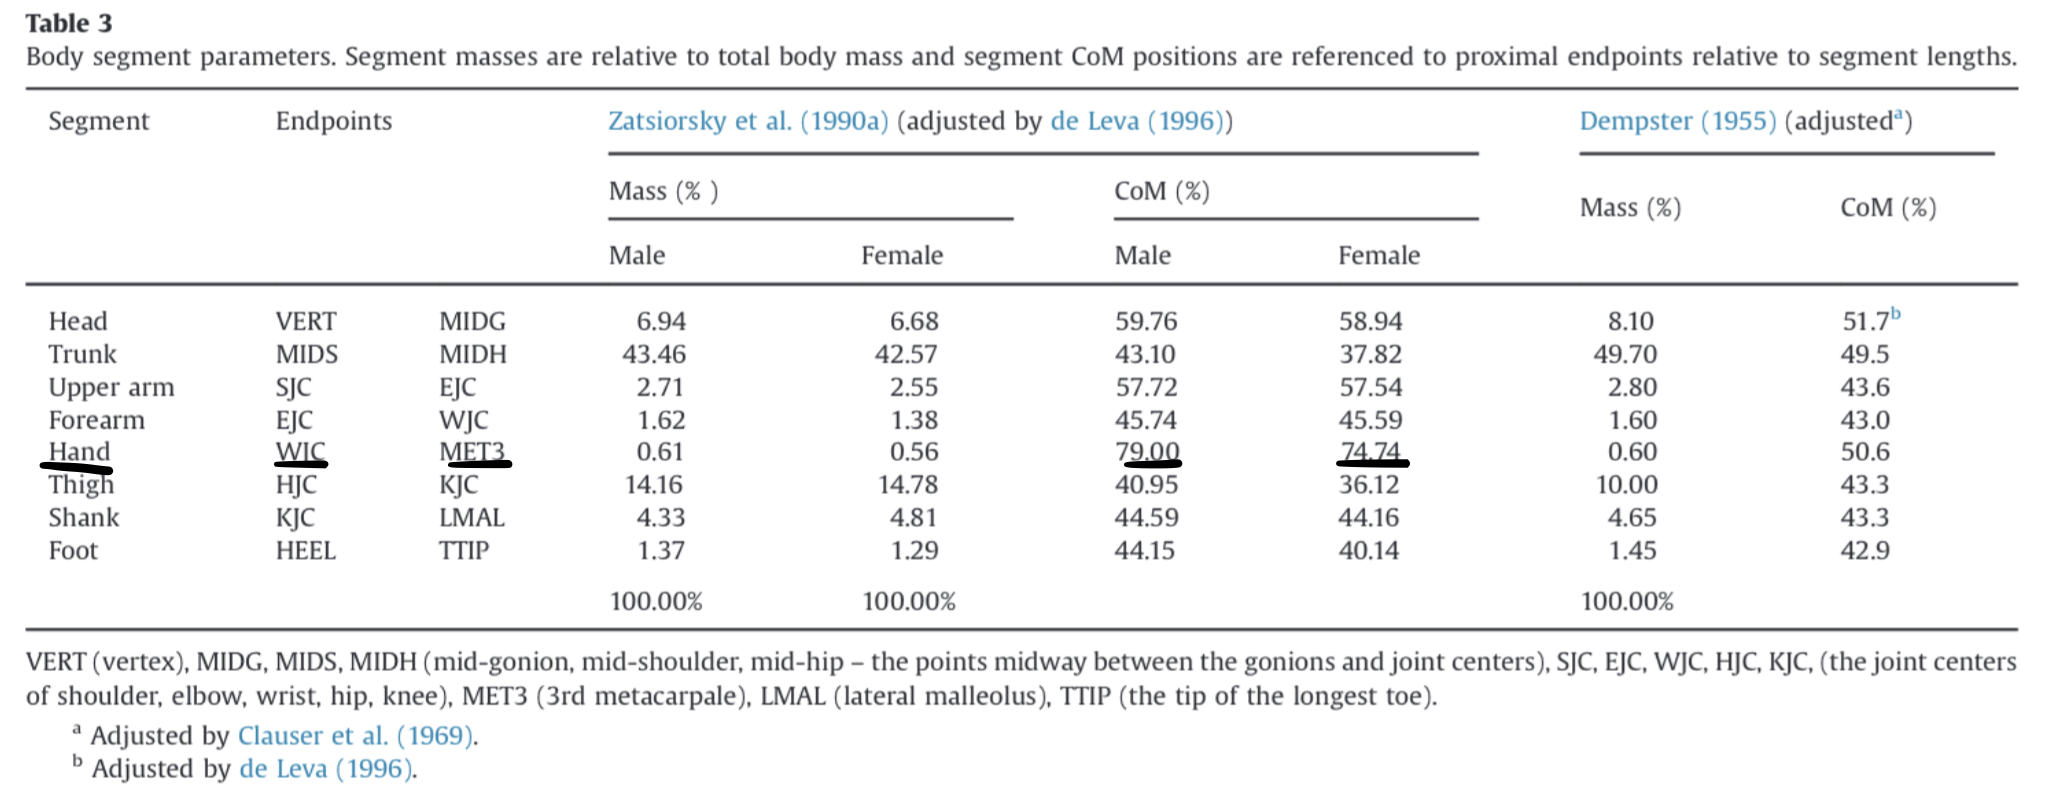 Table 3
Body segment parameters. Segment masses are relative to total body mass and segment CoM positions are referenced to proximal endpoints relative to segment lengths.
Segment Endpoints Zatsiorsky et al. (1990a) (adjusted by de Leva (1996)) Dempster (1955) (adjusted^a)
Mass (% ) CoM (%) Mass (%) CoM (%)
Male Female Male Female
Head VERT MIDG 6.94 6.68 59.76 58.94 8.10 51.7^b
Trunk MIDS MIDH 43.46 42.57 43.10 37.82 49.70 49.5
Upper arm SJC EJC 2.71 2.55 57.72 57.54 2.80 43.6
Forearm EJC WJC 1.62 1.38 45.74 45.59 1.60 43.0
Hand WJC MET3 0.61 0.56 79.00 74.74 0.60 50.6
Thigh HJC KJC 14.16 14.78 40.95 36.12 10.00 43.3
Shank KJC LMAL 4.33 4.81 44.59 44.16 4.65 43.3
Foot HEEL TTIP 1.37 1.29 44.15 40.14 1.45 42.9
100.00% 100.00% 100.00%
VERT (vertex), MIDG, MIDS, MIDH (mid-gonion, mid-shoulder, mid-hip – the points midway between the gonions and joint centers), SJC, EJC, WJC, HJC, KJC, (the joint centers
of shoulder, elbow, wrist, hip, knee), MET3 (3rd metacarpale), LMAL (lateral malleolus), TTIP (the tip of the longest toe).
^a Adjusted by Clauser et al. (1969).
^b Adjusted by de Leva (1996).